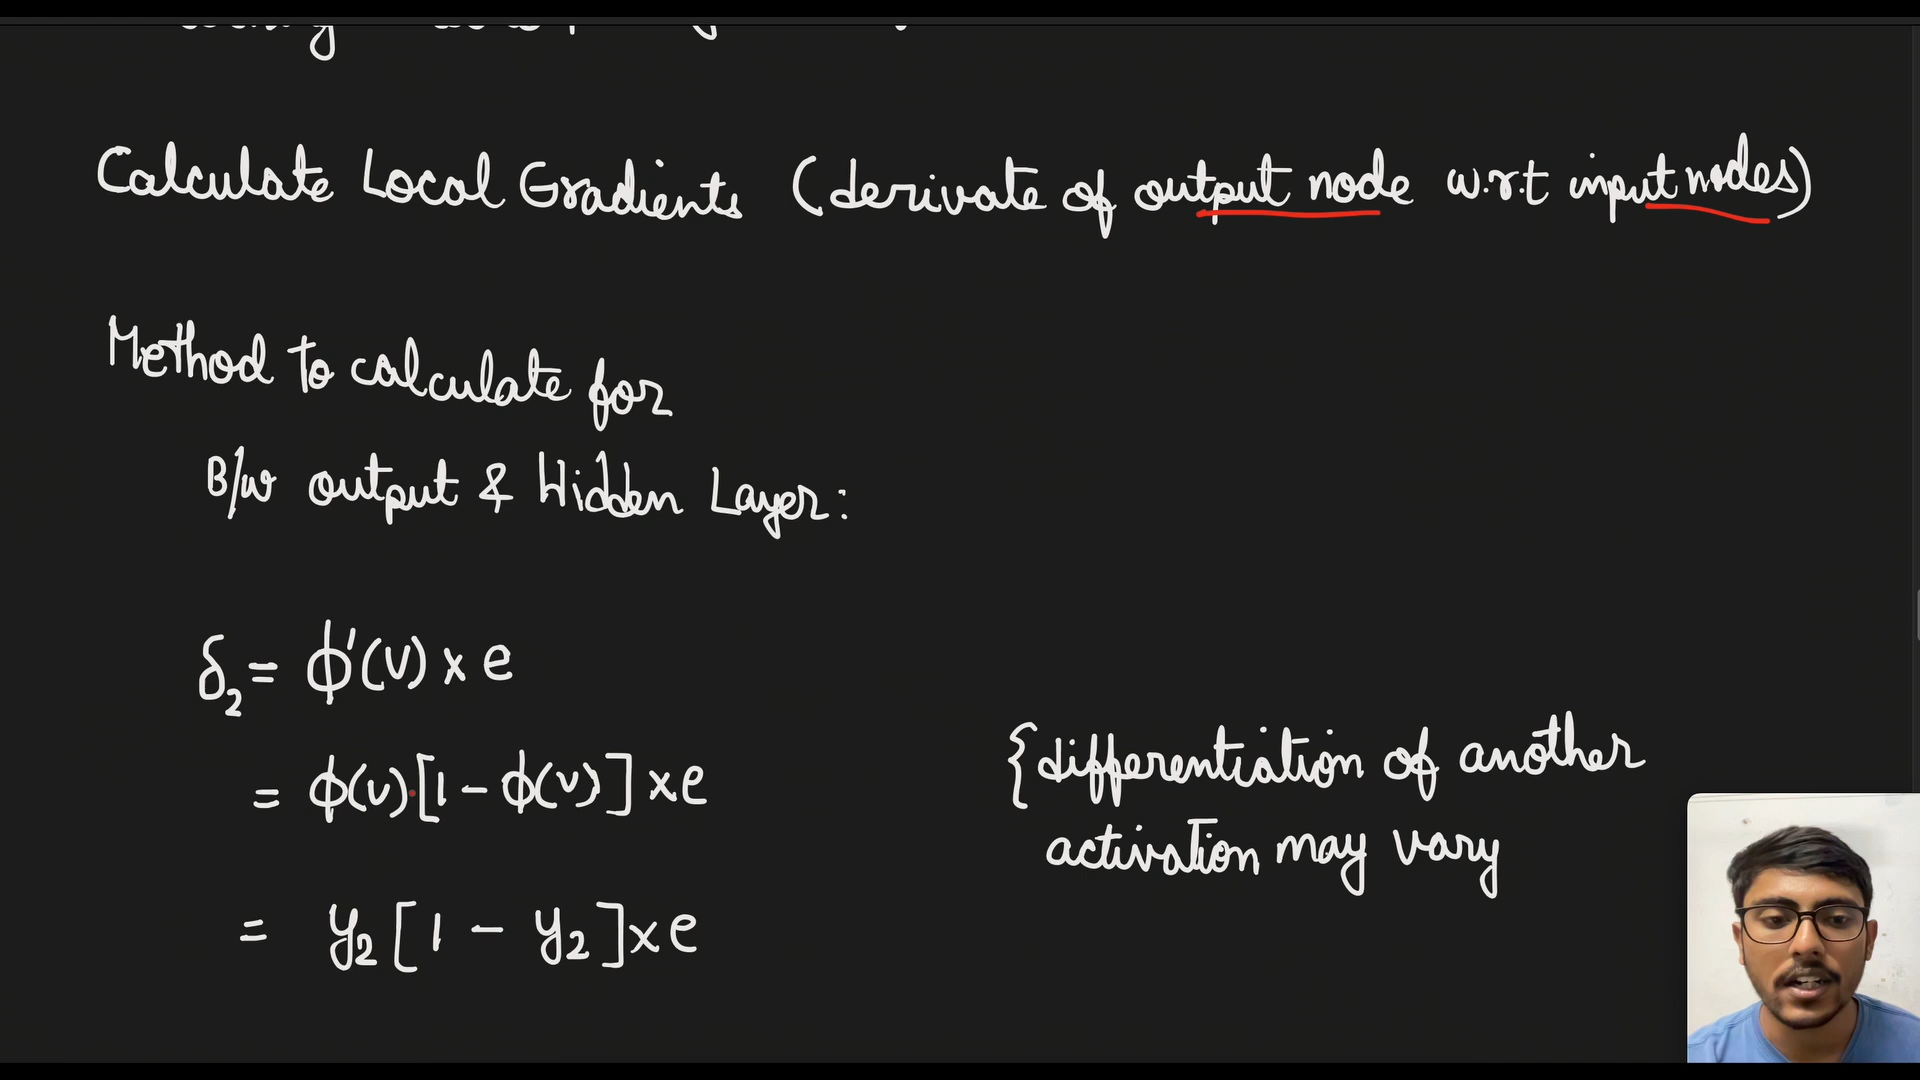 Calculate Local Gradients (derivate of output node w.r.t input nodes)
Method to calculate for
B/w output & Hidden Layer:
δ₂ = ϕ'(v) x e
= ϕ(v)·[1 - ϕ(v)] x e
{differentiation of another
activation may vary
= y₂ [1 - y₂] x e